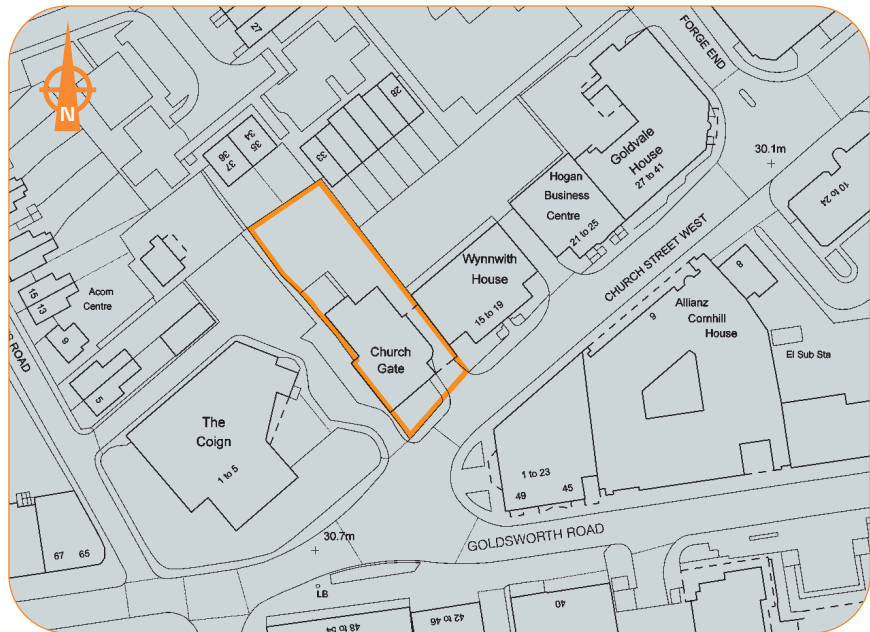 27
FORGE END
N
28
34
35
36
37
33
Goldvale
House
27 to 41
30.1m
Hogan
Business
Centre
21 to 25
10 to 24
Wynnwith
House
15 to 19
CHURCH STREET WEST
8
Allianz
Cornhill
House
9
El Sub Sta
Acorn
Centre
15
13
9
5
ROAD
Church
Gate
The
Coign
1 to 5
1 to 23
49
45
30.7m
GOLDSWORTH ROAD
67
65
LB
48 to 54
42 to 46
40